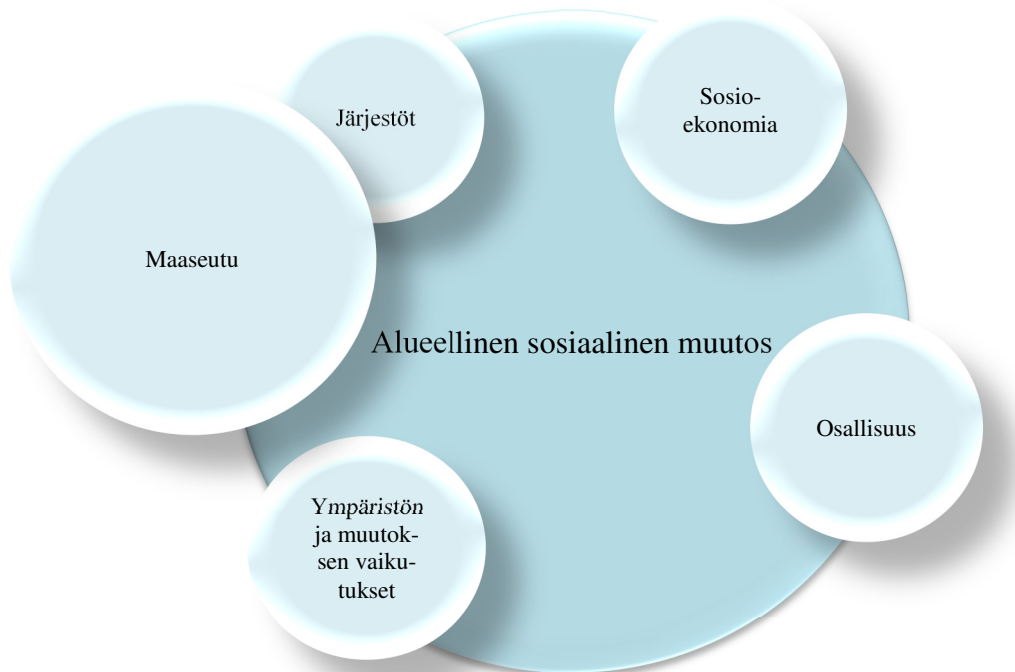 Järjestöt
Sosio-
ekonomia
Maaseutu
Alueellinen sosiaalinen muutos
Osallisuus
Ympäristön
ja muutok-
sen vaiku-
tukset